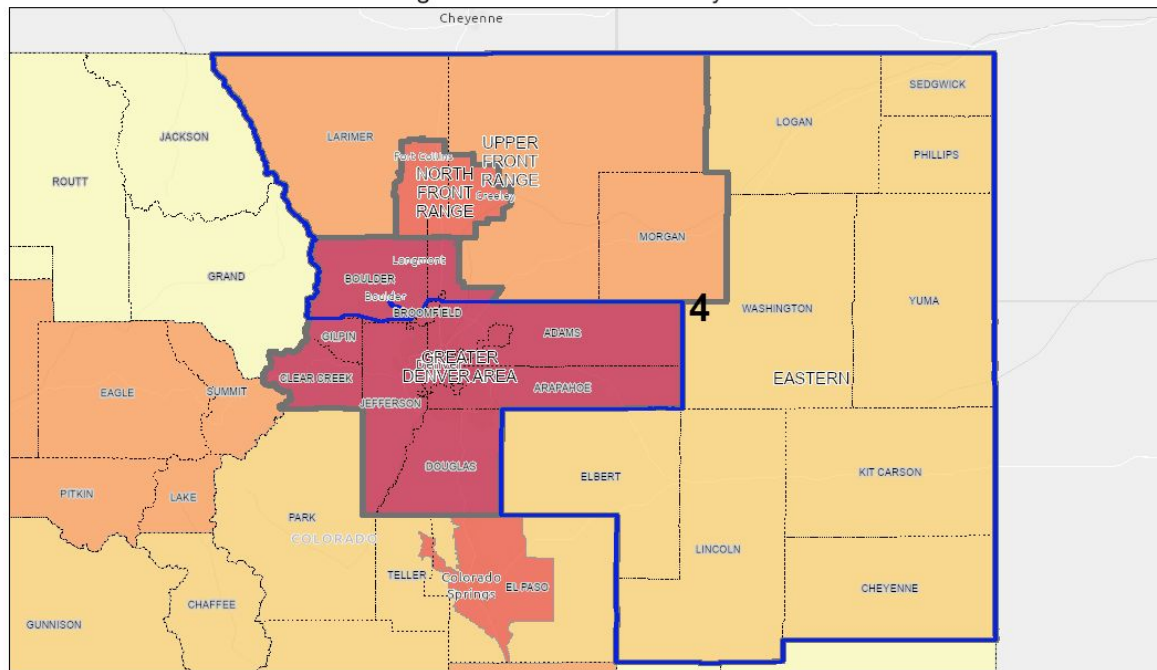 Cheyenne
SEDGWICK
LOGAN
JACKSON
LARIMER
UPPER
FRONT
RANGE
PHILLIPS
Fort Collins
ROUTT
NORTH
FRONT
RANGE
Greeley
MORGAN
GRAND
Longmont
BOULDER
Boulder
4
WASHINGTON
YUMA
BROOMFIELD
GILPIN
ADAMS
GREATER
Denver
DENVER AREA
CLEAR CREEK
EASTERN
ARAPAHOE
EAGLE
SUMMIT
JEFFERSON
DOUGLAS
KIT CARSON
ELBERT
PITKIN
LAKE
PARK
COLORADO
LINCOLN
TELLER
Colorado
Springs
EL PASO
CHEYENNE
CHAFFEE
GUNNISON